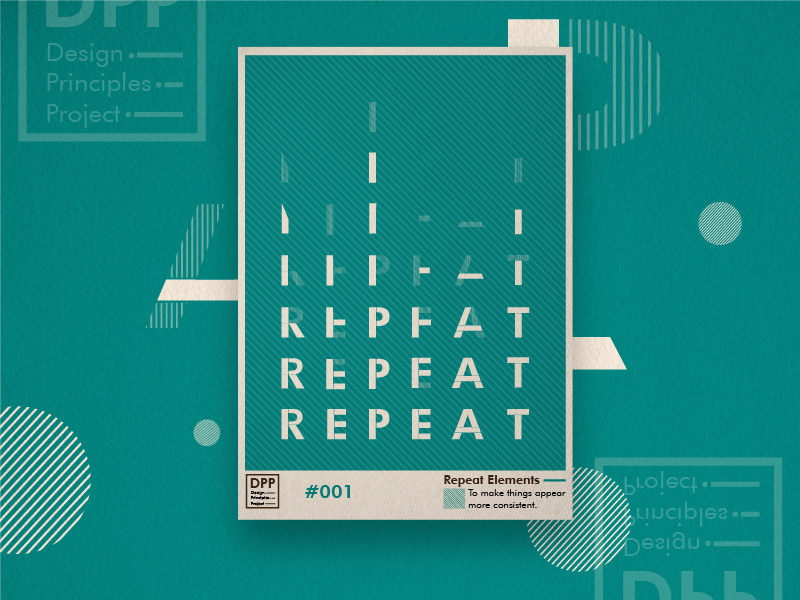 DPP
Design
Principles
Project
REPEAT
REPEAT
REPEAT
DPP
Design
Principles
Project
#001
Repeat Elements
To make things appear
more consistent.
Project
Principles
Design
DPP